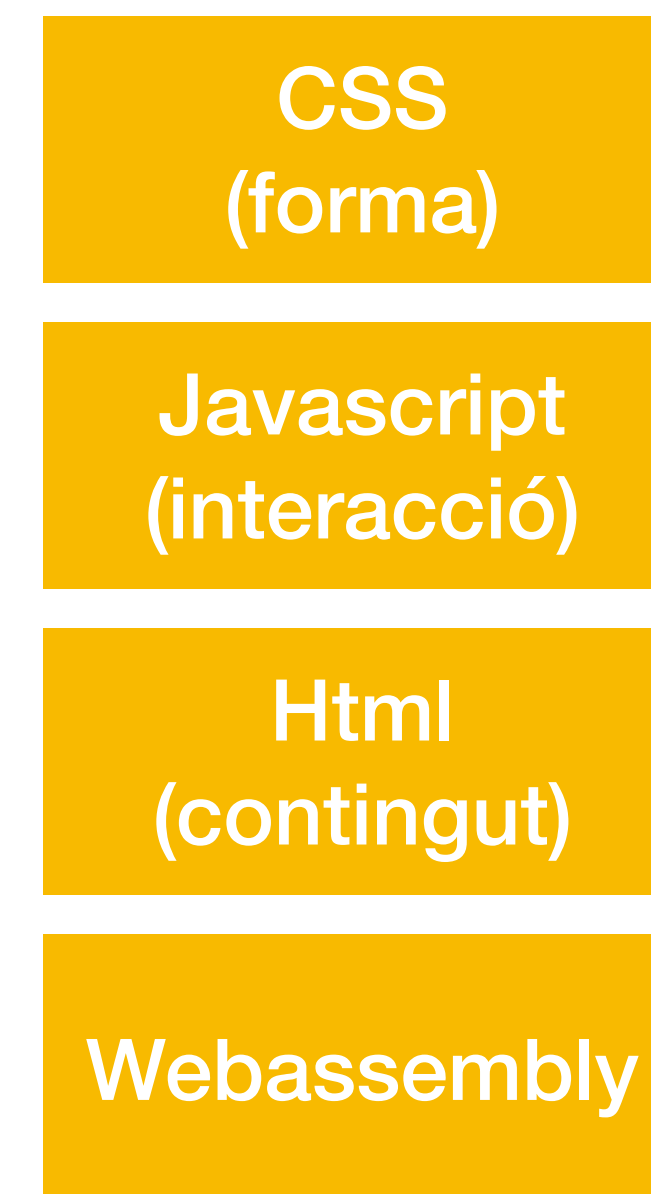 CSS
(forma)
Javascript
(interacció)
Html
(contingut)
Webassembly